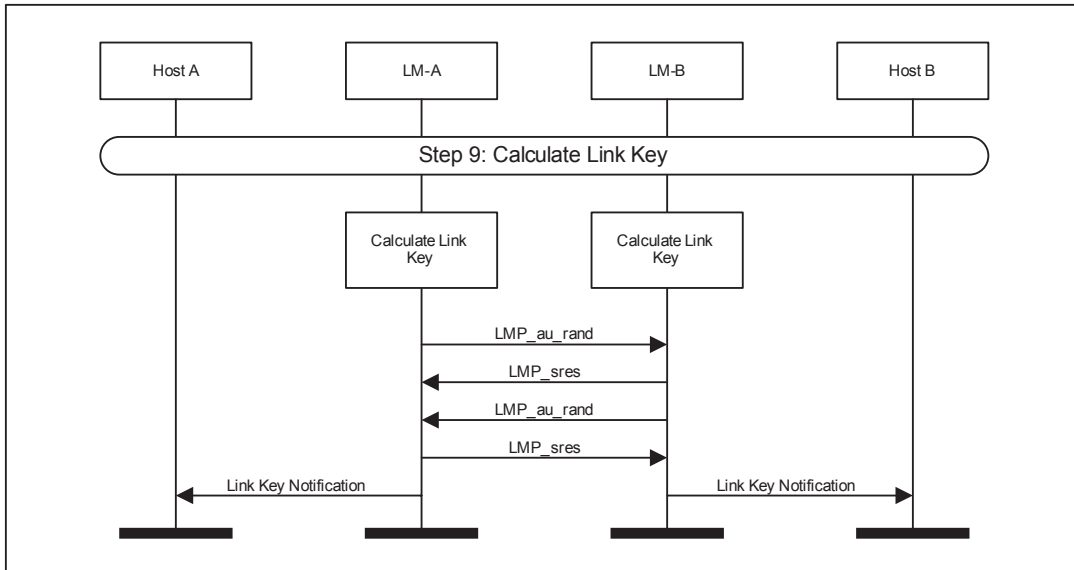 Host A
LM-A
LM-B
Host B
Step 9: Calculate Link Key
Calculate Link
Key
Calculate Link
Key
LMP_au_rand
LMP_sres
LMP_au_rand
LMP_sres
Link Key Notification
Link Key Notification